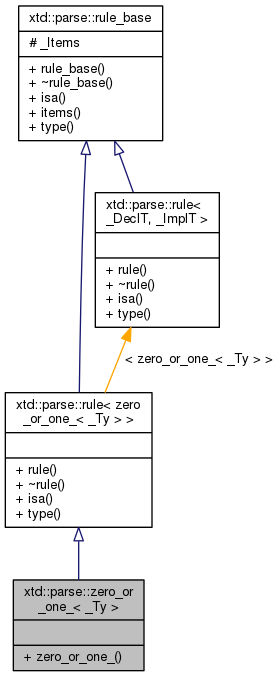 xtd::parse::rule_base
# _Items
+ rule_base()
+ ~rule_base()
+ isa()
+ items()
+ type()
xtd::parse::rule<
_DeclT, _ImplT >
+ rule()
+ ~rule()
+ isa()
+ type()
< zero_or_one_< _Ty > >
xtd::parse::rule< zero
_or_one_< _Ty > >
+ rule()
+ ~rule()
+ isa()
+ type()
xtd::parse::zero_or
_one_< _Ty >
+ zero_or_one_()